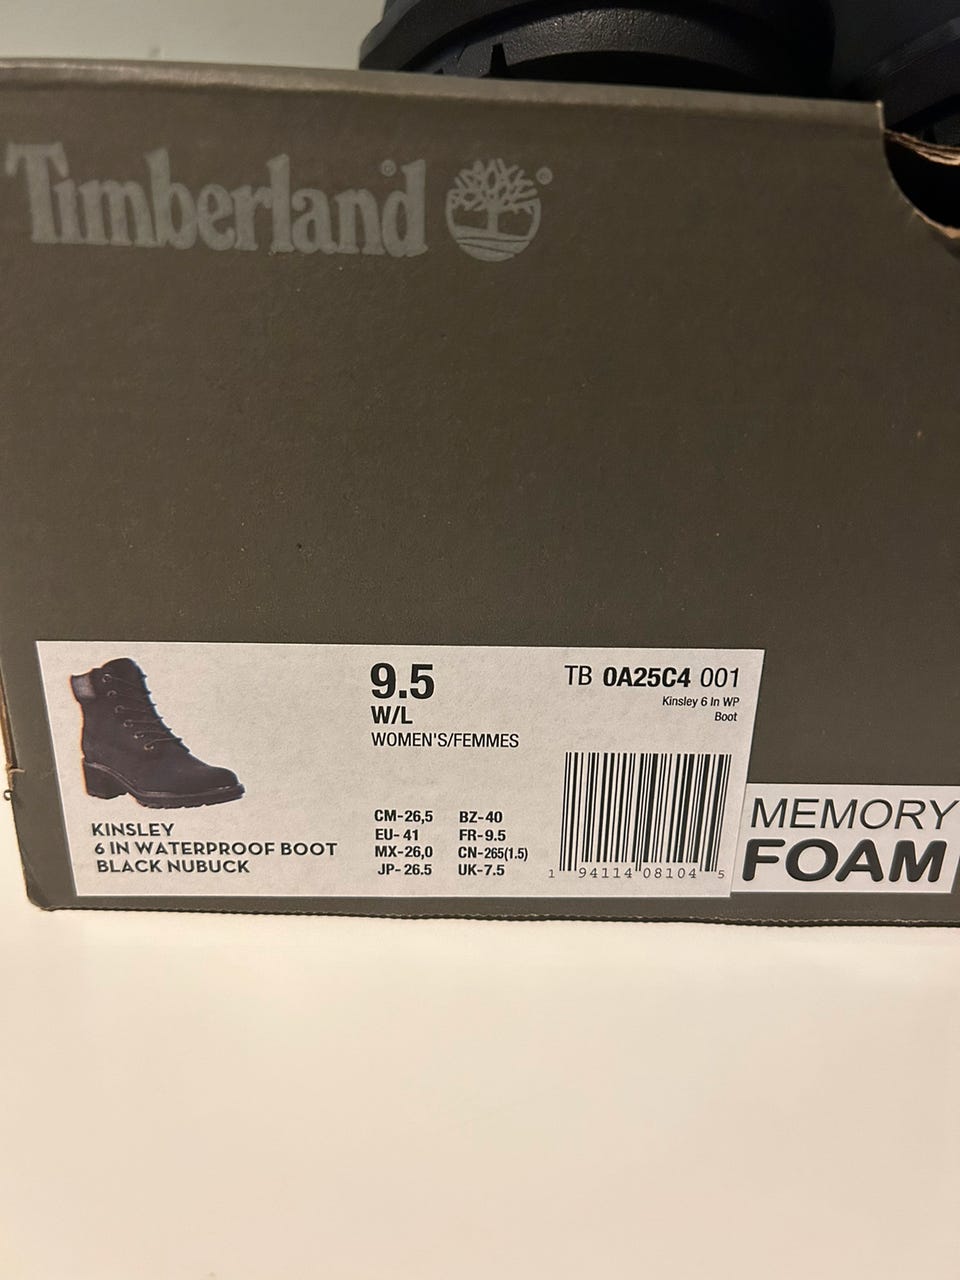 Timberland®
®
9.5
W/L
WOMEN'S/FEMMES
TB 0A25C4 001
Kinsley 6 In WP
Boot
KINSLEY
6 IN WATERPROOF BOOT
BLACK NUBUCK
CM-26,5 BZ-40
EU- 41 FR-9.5
MX-26,0 CN-265(1.5)
JP- 26.5 UK-7.5
1 94114 08104 5
MEMORY
FOAM